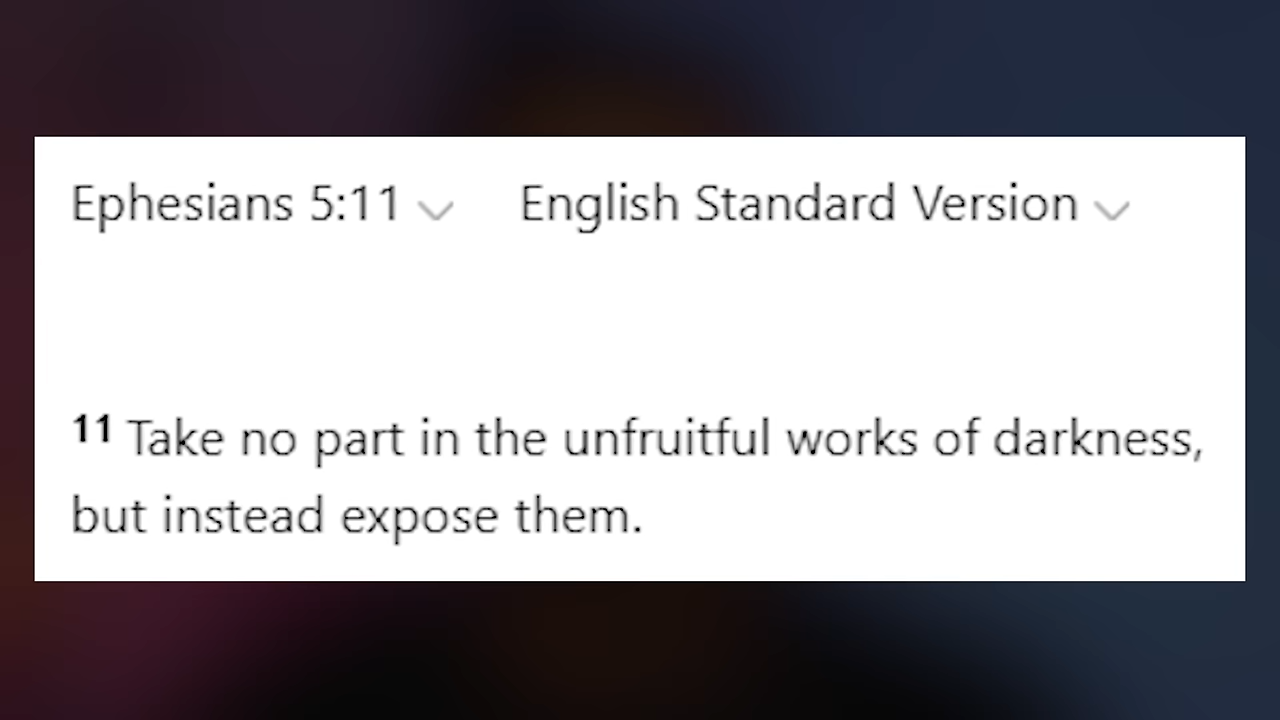 Ephesians 5:11 English Standard Version
11 Take no part in the unfruitful works of darkness,
but instead expose them.